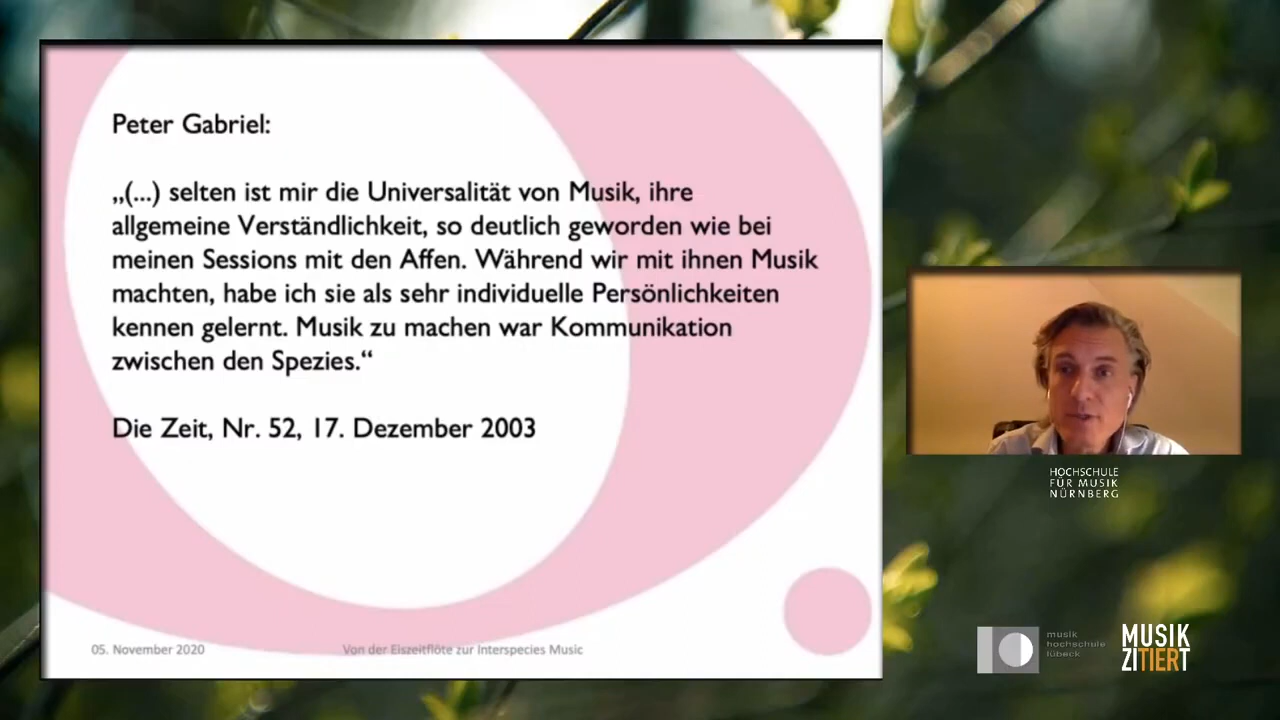 Peter Gabriel:
„(...) selten ist mir die Universalität von Musik, ihre
allgemeine Verständlichkeit, so deutlich geworden wie bei
meinen Sessions mit den Affen. Während wir mit ihnen Musik
machten, habe ich sie als sehr individuelle Persönlichkeiten
kennen gelernt. Musik zu machen war Kommunikation
zwischen den Spezies.“
Die Zeit, Nr. 52, 17. Dezember 2003
05. November 2020
Von der Eiszeitflöte zur Interspecies Music
HOCHSCHULE
FÜR MUSIK
NÜRNBERG
musik
hochschule
lübeck
MUSIK
ZITIERT